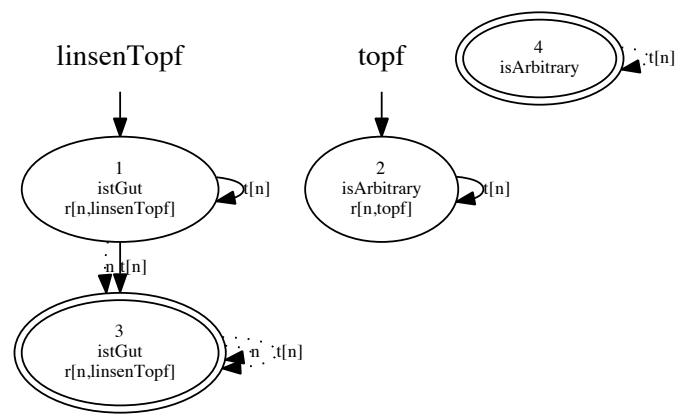 linsenTopf
topf
4
isArbitrary
t[n]
1
istGut
r[n,linsenTopf]
t[n]
2
isArbitrary
r[n,topf]
t[n]
n
t[n]
3
istGut
r[n,linsenTopf]
n
t[n]